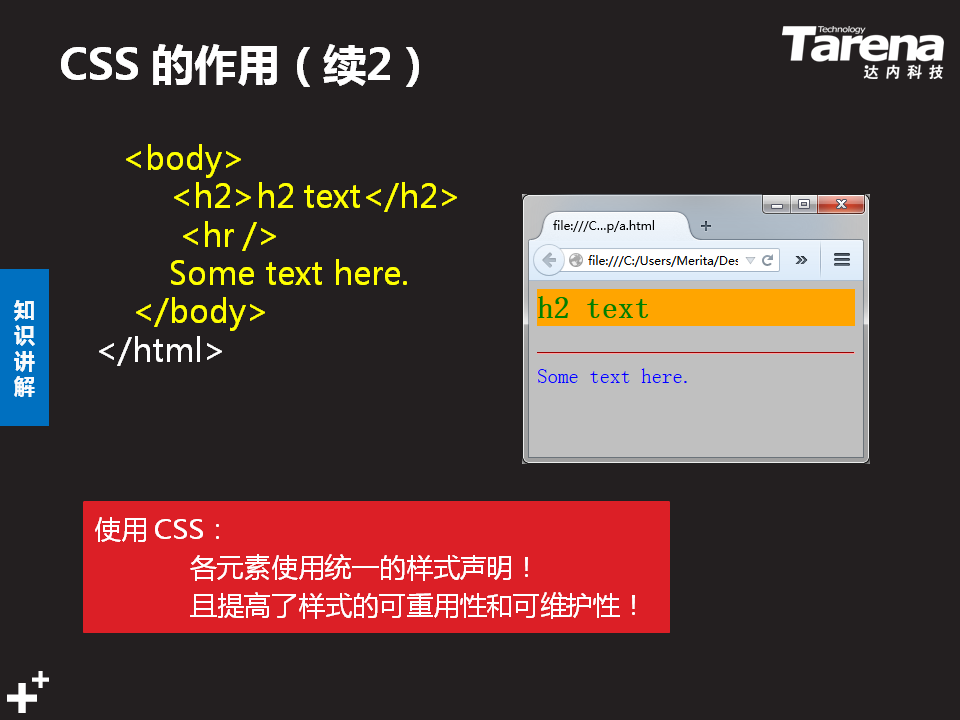 CSS 的作用（续2）
Technology
Tarena
达内科技
<body>
<h2>h2 text</h2>
<hr />
Some text here.
</body>
</html>
知识讲解
file:///C...p/a.html
file:///C:/Users/Merita/Des
h2 text
Some text here.
使用 CSS：
各元素使用统一的样式声明！
且提高了样式的可重用性和可维护性！